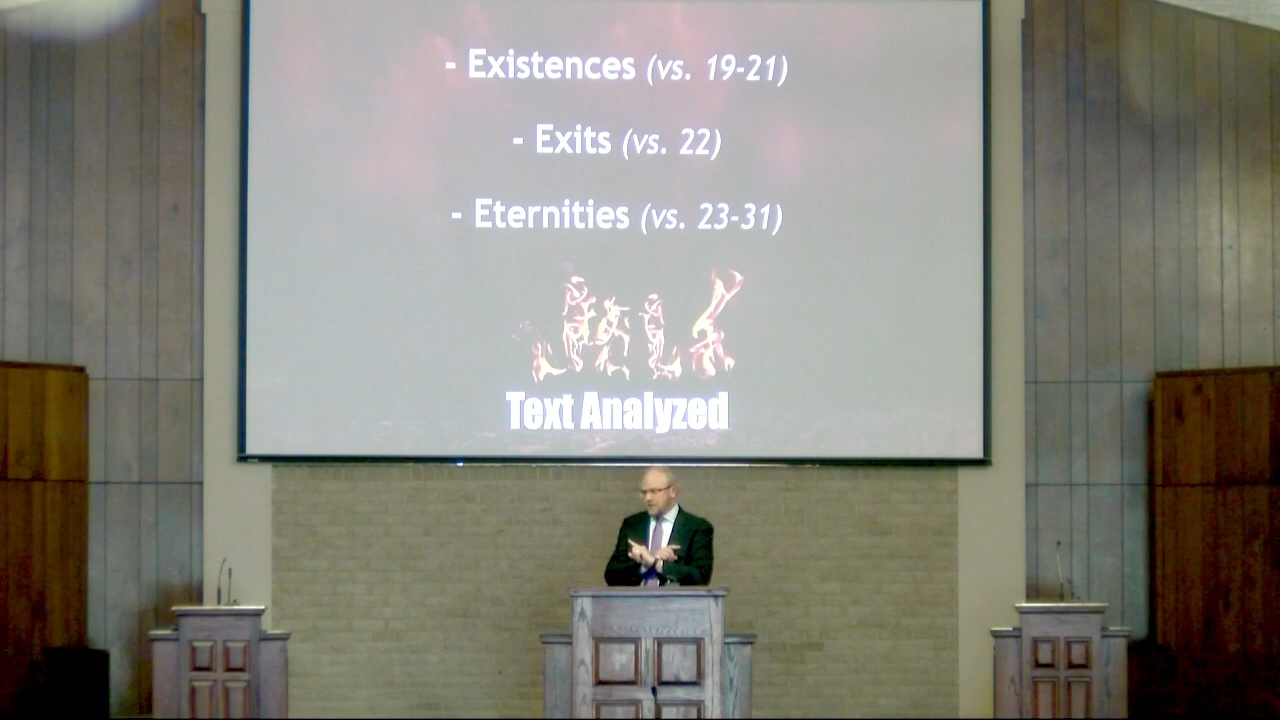 - Existences (vs. 19-21)
- Exits (vs. 22)
- Eternities (vs. 23-31)
Text Analyzed